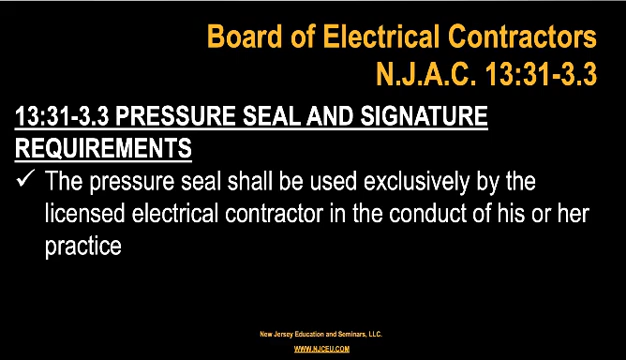 Board of Electrical Contractors
N.J.A.C. 13:31-3.3
13:31-3.3 PRESSURE SEAL AND SIGNATURE
REQUIREMENTS
✓ The pressure seal shall be used exclusively by the
licensed electrical contractor in the conduct of his or her
practice
New Jersey Education and Seminars, LLC.
WWW.NJCEU.COM